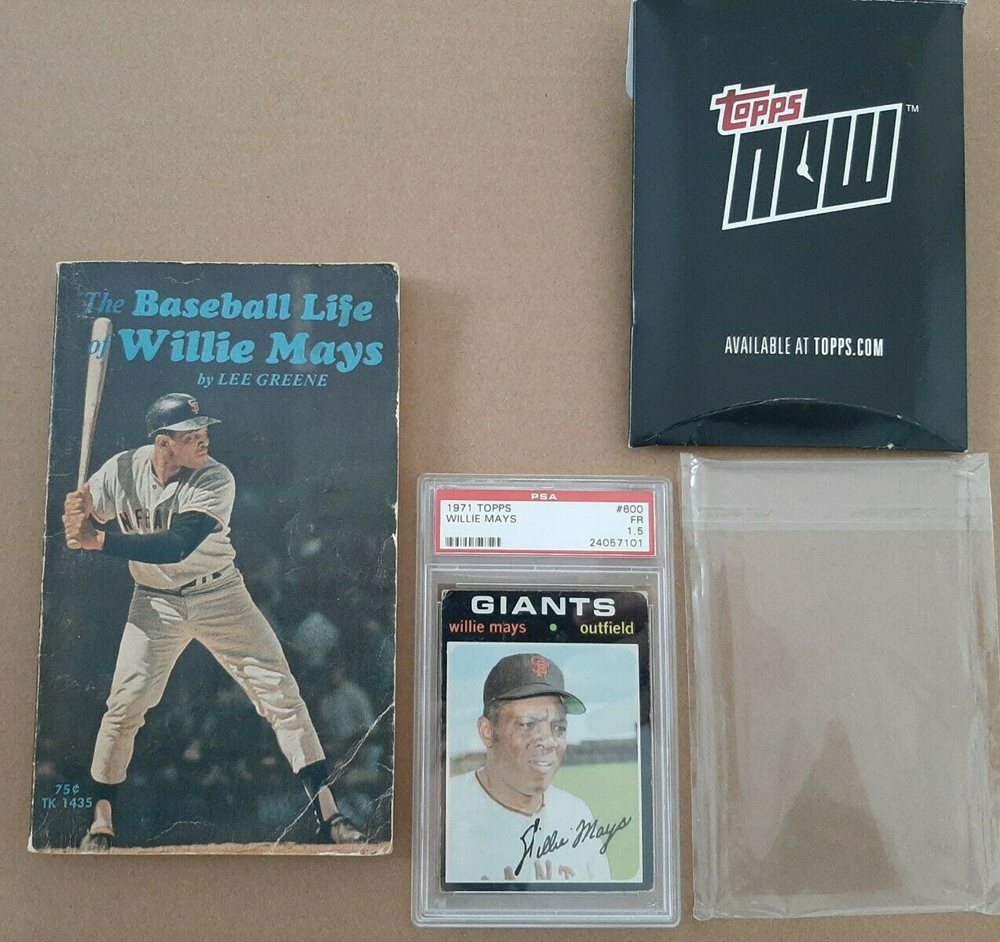 The Baseball Life
of Willie Mays
by LEE GREENE
75¢
TK 1435
PSA
1971 TOPPS #600
WILLIE MAYS FR
1.5
24057101
GIANTS
willie mays • outfield
Willie Mays
topps
now™
AVAILABLE AT TOPPS.COM